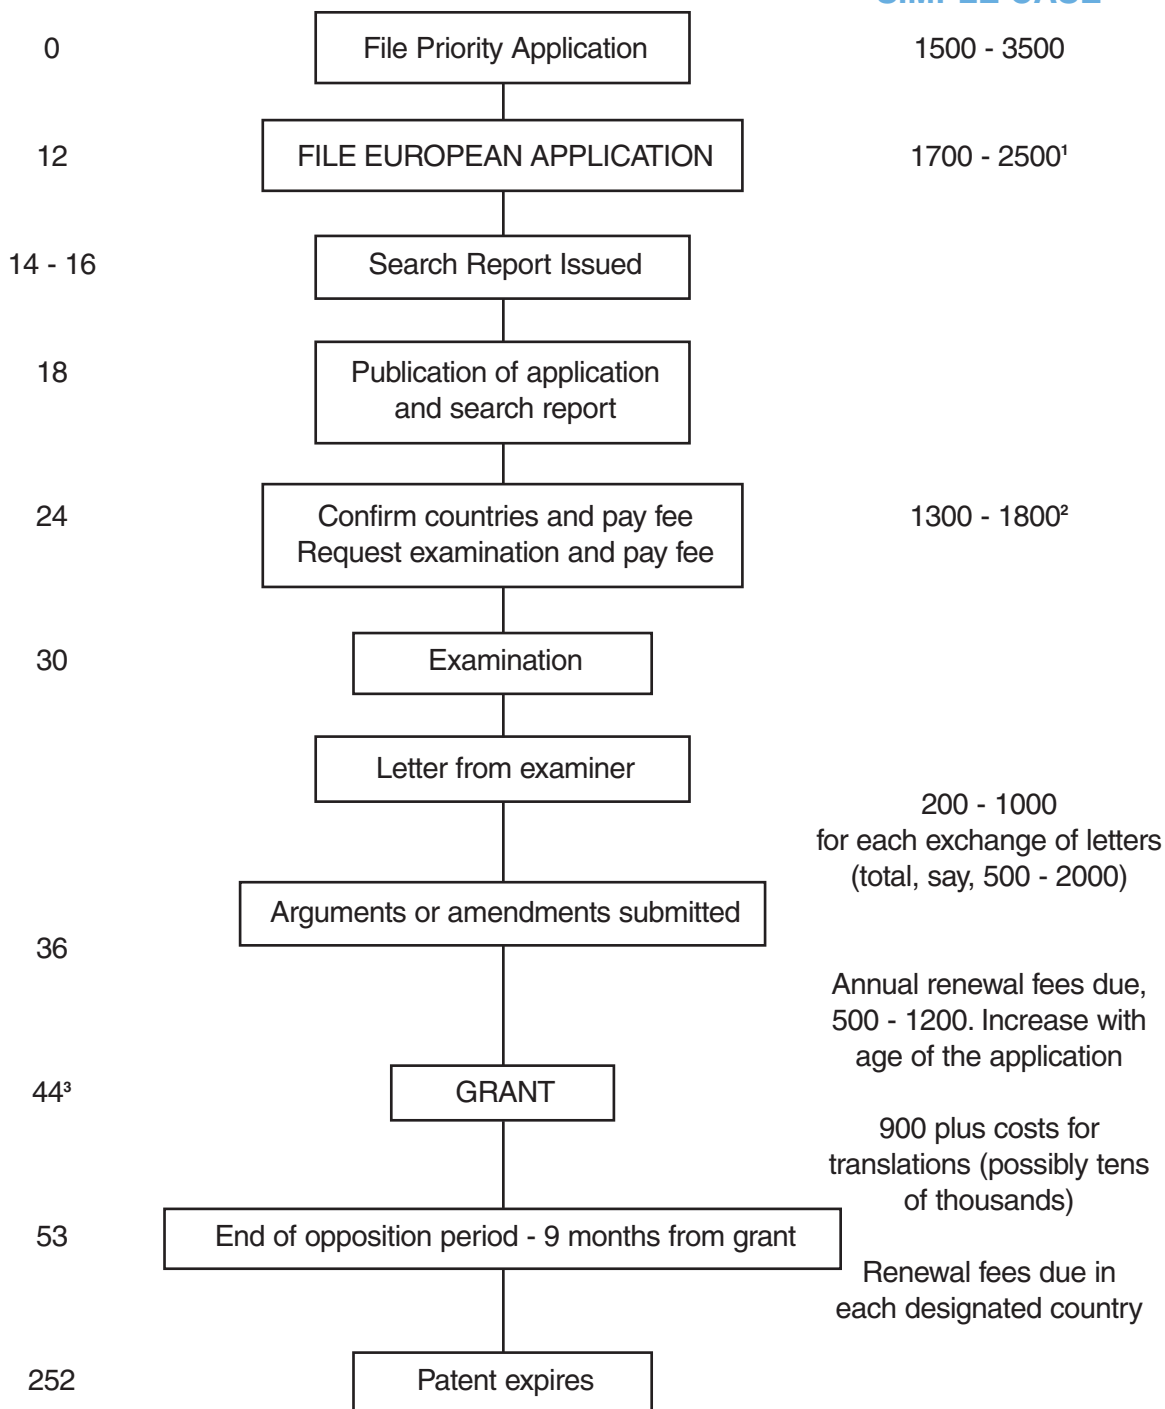 0 File Priority Application 1500 - 3500
12 FILE EUROPEAN APPLICATION 1700 - 2500¹
14 - 16 Search Report Issued
18 Publication of application
and search report
24 Confirm countries and pay fee 1300 - 1800²
Request examination and pay fee
30 Examination
Letter from examiner
200 - 1000
for each exchange of letters
(total, say, 500 - 2000)
Arguments or amendments submitted
36
Annual renewal fees due,
500 - 1200. Increase with
age of the application
44³ GRANT
900 plus costs for
translations (possibly tens
of thousands)
53 End of opposition period - 9 months from grant
Renewal fees due in
each designated country
252 Patent expires